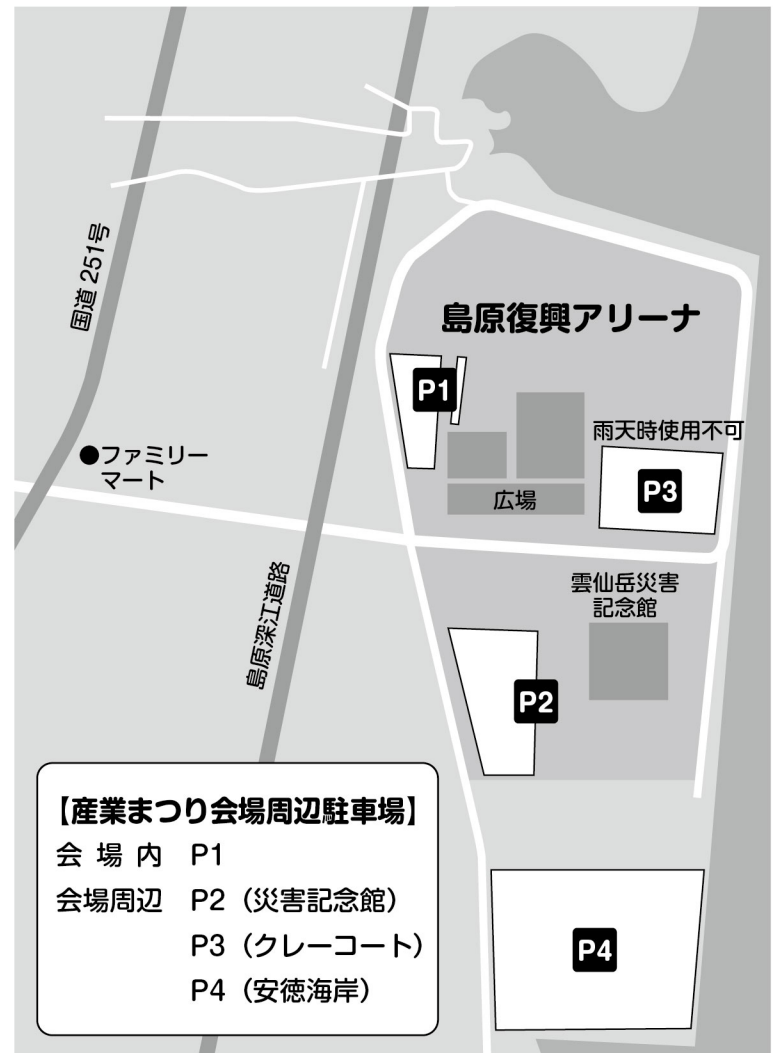 国道 251号
島原復興アリーナ
P1
雨天時使用不可
●ファミリー
マート
P3
広場
島原深江道路
雲仙岳災害
記念館
P2
【産業まつり会場周辺駐車場】
会 場 内 P1
会場周辺 P2（災害記念館）
P3（クレーコート）
P4（安徳海岸）
P4